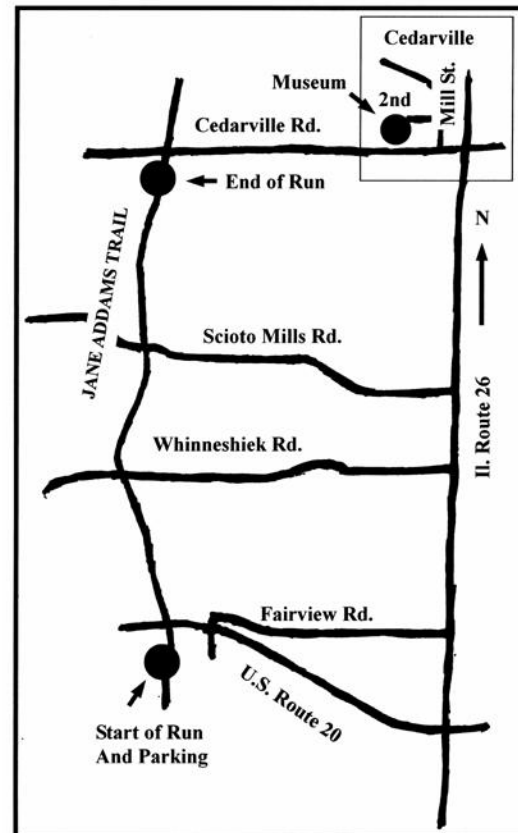 Cedarville
Museum
2nd
Mill St.
Cedarville Rd.
End of Run
N
JANE ADDAMS TRAIL
Scioto Mills Rd.
Il. Route 26
Whinneshiek Rd.
Fairview Rd.
U.S. Route 20
Start of Run
And Parking